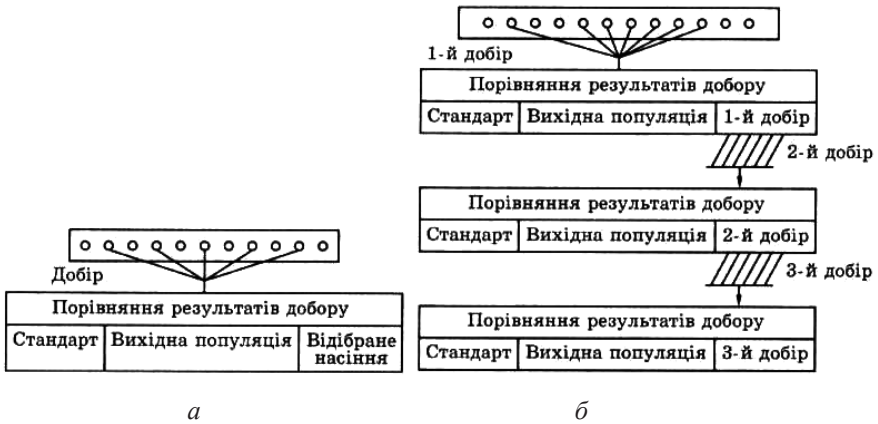 1-й добір
Порівняння результатів добору
Стандарт Вихідна популяція 1-й добір
2-й добір
Порівняння результатів добору
Стандарт Вихідна популяція 2-й добір
3-й добір
Порівняння результатів добору
Стандарт Вихідна популяція 3-й добір
б
Добір
Порівняння результатів добору
Стандарт Вихідна популяція Відібране
насіння
а